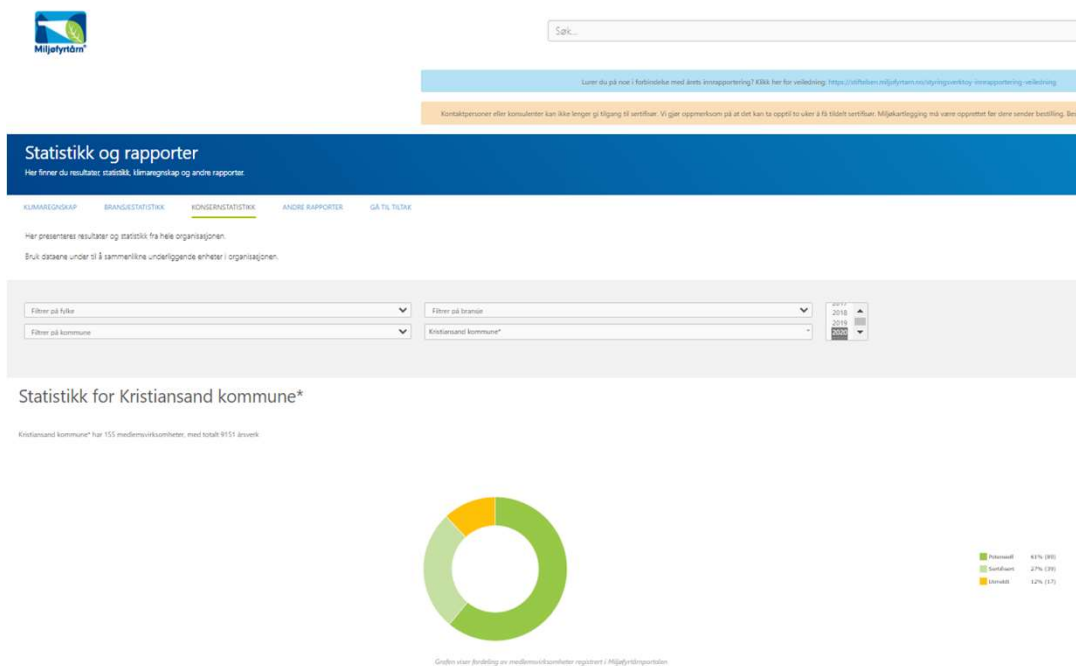 Miljøfyrtårn®
Søk...
Lurer du på noe i forbindelse med årets innrapportering? Klikk her for veiledning: https://stiftelsen.miljofyrtarn.no/styringsverktoy-innrapportering-veiledning
Kontaktpersoner eller konsulenter kan ikke lenger gi tilgang til sertifisør. Vi gjør oppmerksom på at det kan ta opptil to uker å få tildelt sertifisør. Miljøkartlegging må være opprettet før dere sender bestilling.
Statistikk og rapporter
Her finner du resultater, statistikk, klimaregnskap og andre rapporter.
KLIMAREGNSKAP BRANSJESTATISTIKK KONSERNSTATISTIKK ANDRE RAPPORTER GÅ TIL TILTAK
Her presenteres resultater og statistikk fra hele organisasjonen.
Bruk dataene under til å sammenlikne underliggende enheter i organisasjonen.
Filtrer på fylke
Filtrer på bransje
2017
2018
2019
2020
Filtrer på kommune
Kristiansand kommune*
Statistikk for Kristiansand kommune*
Kristiansand kommune* har 155 medlemsvirksomheter, med totalt 9151 årsverk
Potensiell 61% (89)
Sertifisert 27% (39)
Utmeldt 12% (17)
Grafen viser fordeling av medlemsvirksomheter registrert i Miljøfyrtårnportalen